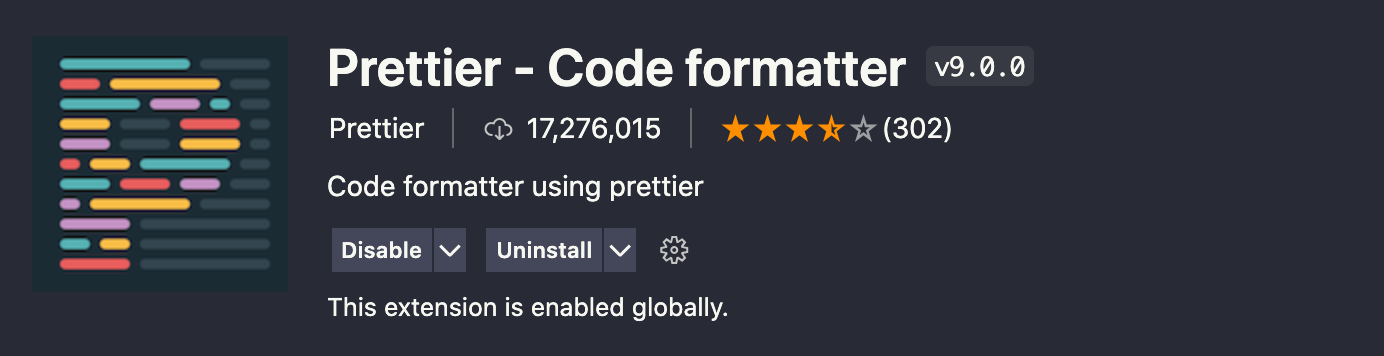 Prettier - Code formatter v9.0.0
Prettier 17,276,015 (302)
Code formatter using prettier
Disable Uninstall
This extension is enabled globally.